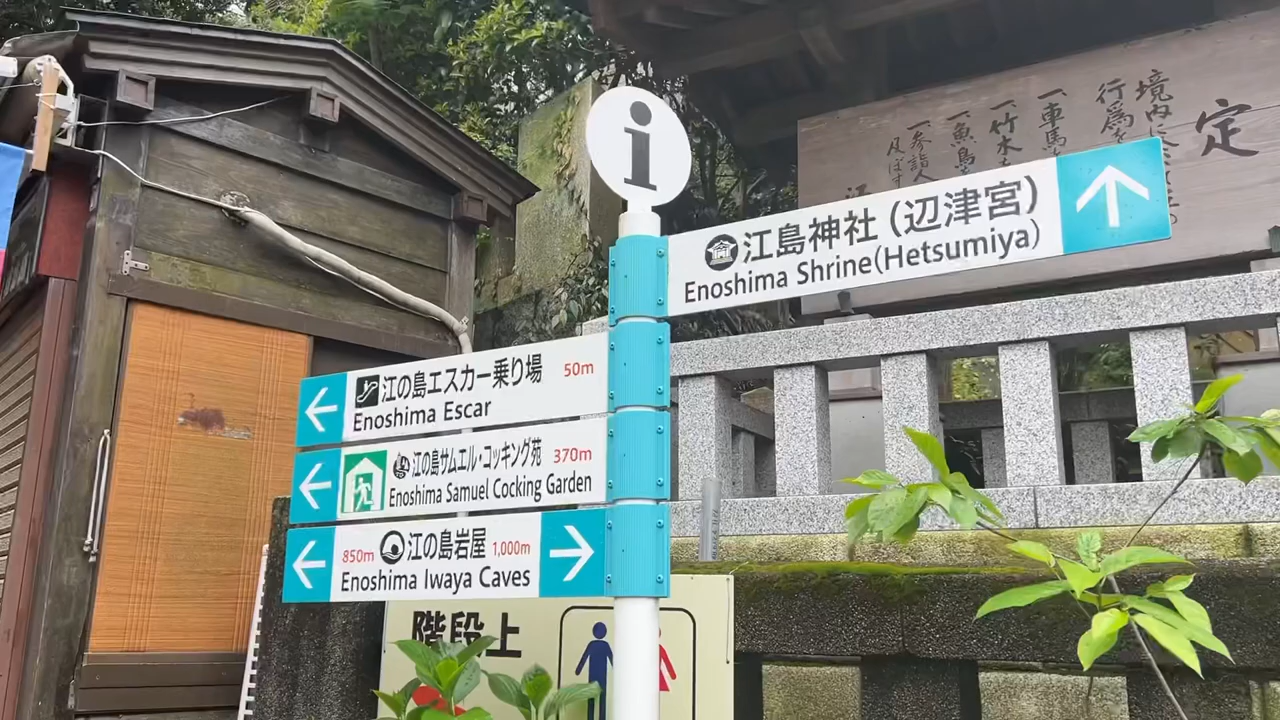 i
江島神社(辺津宮)
Enoshima Shrine(Hetsumiya)
江の島エスカー乗り場 50m
Enoshima Escar
江の島サムエル・コッキング苑 370m
Enoshima Samuel Cocking Garden
850m 江の島岩屋 1,000m
Enoshima Iwaya Caves
階段上
定
境内に
行為を
一車馬
一竹木
一魚鳥
一参詣人
及ぼす